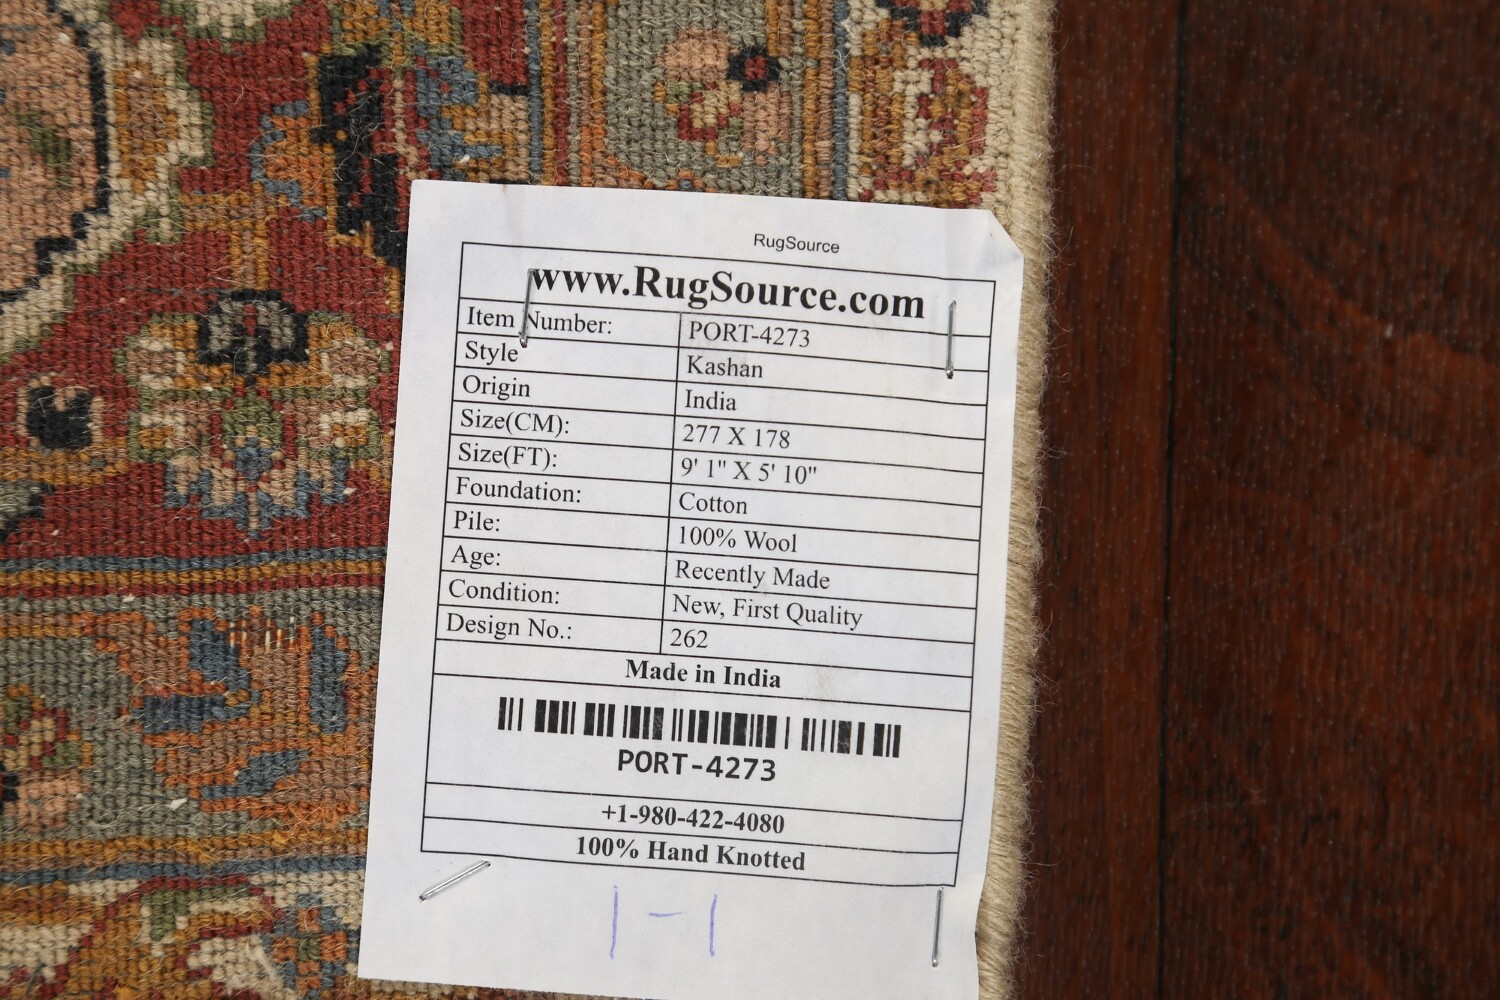 RugSource
www.RugSource.com
Item Number: PORT-4273
Style Kashan
Origin India
Size(CM): 277 X 178
Size(FT): 9' 1" X 5' 10"
Foundation: Cotton
Pile: 100% Wool
Age: Recently Made
Condition: New, First Quality
Design No.: 262
Made in India
PORT-4273
+1-980-422-4080
100% Hand Knotted
1-1